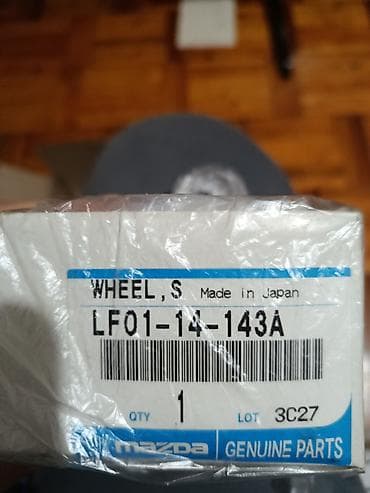 WHEEL,S Made in Japan
LF01-14-143A
QTY 1 LOT 3C27
mazda GENUINE PARTS